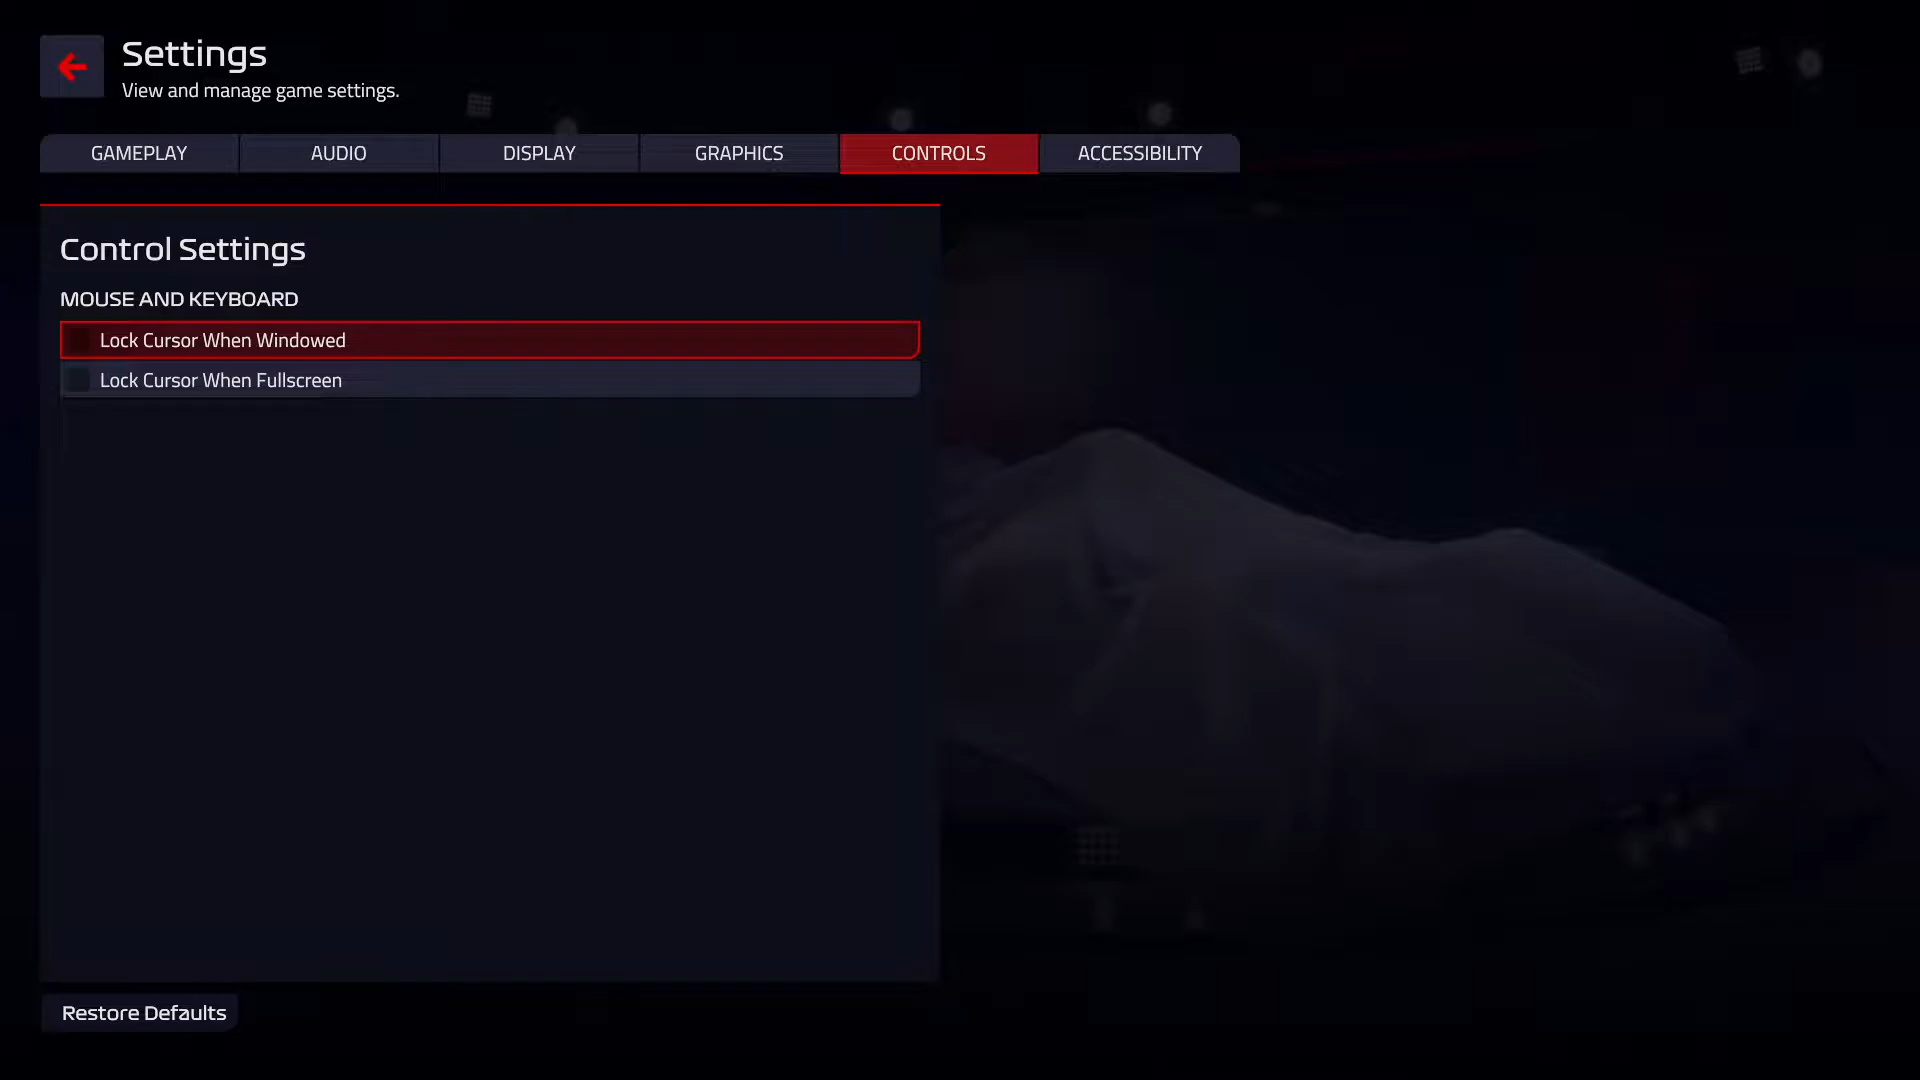 Settings
View and manage game settings.
GAMEPLAY
AUDIO
DISPLAY
GRAPHICS
CONTROLS
ACCESSIBILITY
Control Settings
MOUSE AND KEYBOARD
Lock Cursor When Windowed
Lock Cursor When Fullscreen
Restore Defaults